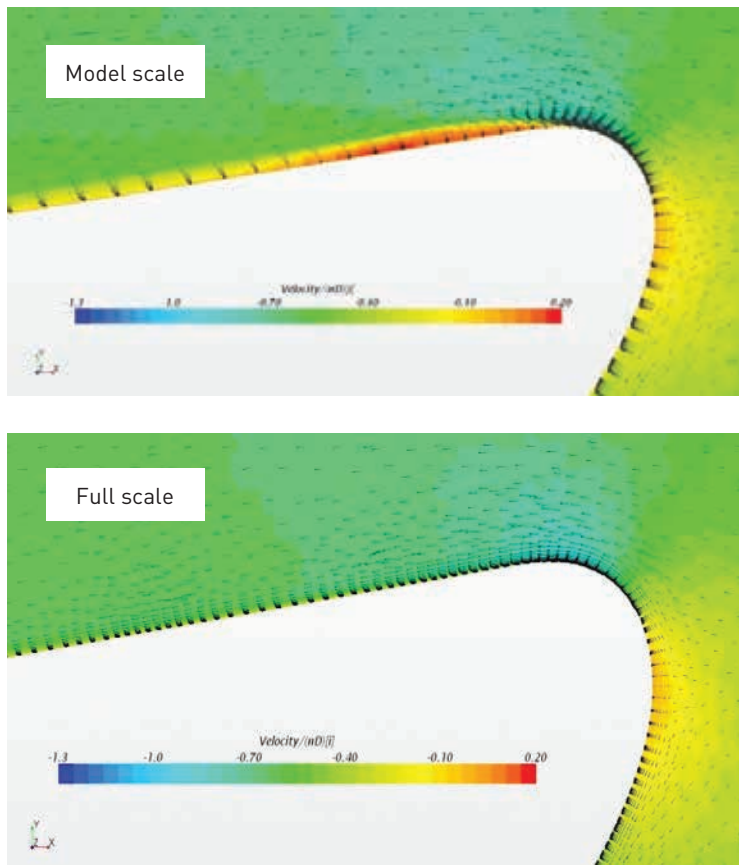 Model scale
Velocity/(nD)[i]
-1.3 -1.0 -0.70 -0.40 -0.10 0.20
Y
Z X
Full scale
Velocity/(nD)[i]
-1.3 -1.0 -0.70 -0.40 -0.10 0.20
Y
Z X